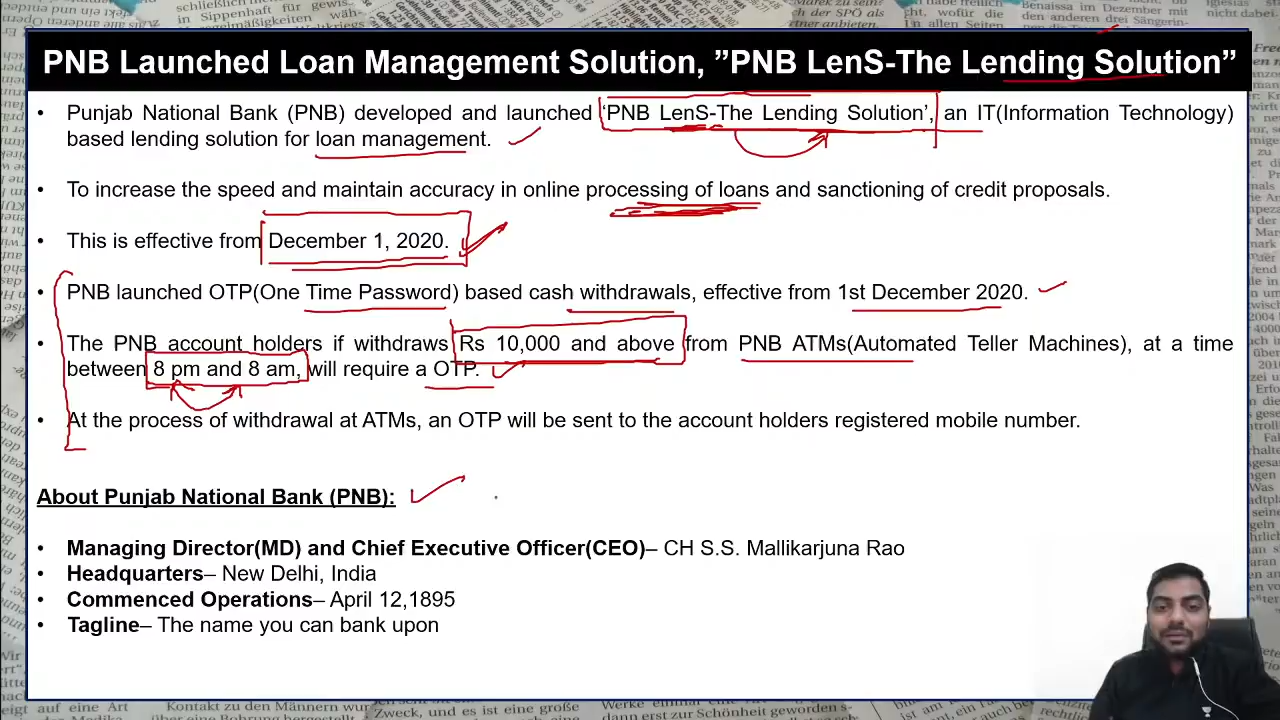 PNB Launched Loan Management Solution, ”PNB LenS-The Lending Solution”
• Punjab National Bank (PNB) developed and launched ‘PNB LenS-The Lending Solution’, an IT(Information Technology)
based lending solution for loan management.
• To increase the speed and maintain accuracy in online processing of loans and sanctioning of credit proposals.
• This is effective from December 1, 2020.
• PNB launched OTP(One Time Password) based cash withdrawals, effective from 1st December 2020.
• The PNB account holders if withdraws Rs 10,000 and above from PNB ATMs(Automated Teller Machines), at a time
between 8 pm and 8 am, will require a OTP.
• At the process of withdrawal at ATMs, an OTP will be sent to the account holders registered mobile number.
About Punjab National Bank (PNB):
• Managing Director(MD) and Chief Executive Officer(CEO)– CH S.S. Mallikarjuna Rao
• Headquarters– New Delhi, India
• Commenced Operations– April 12,1895
• Tagline– The name you can bank upon